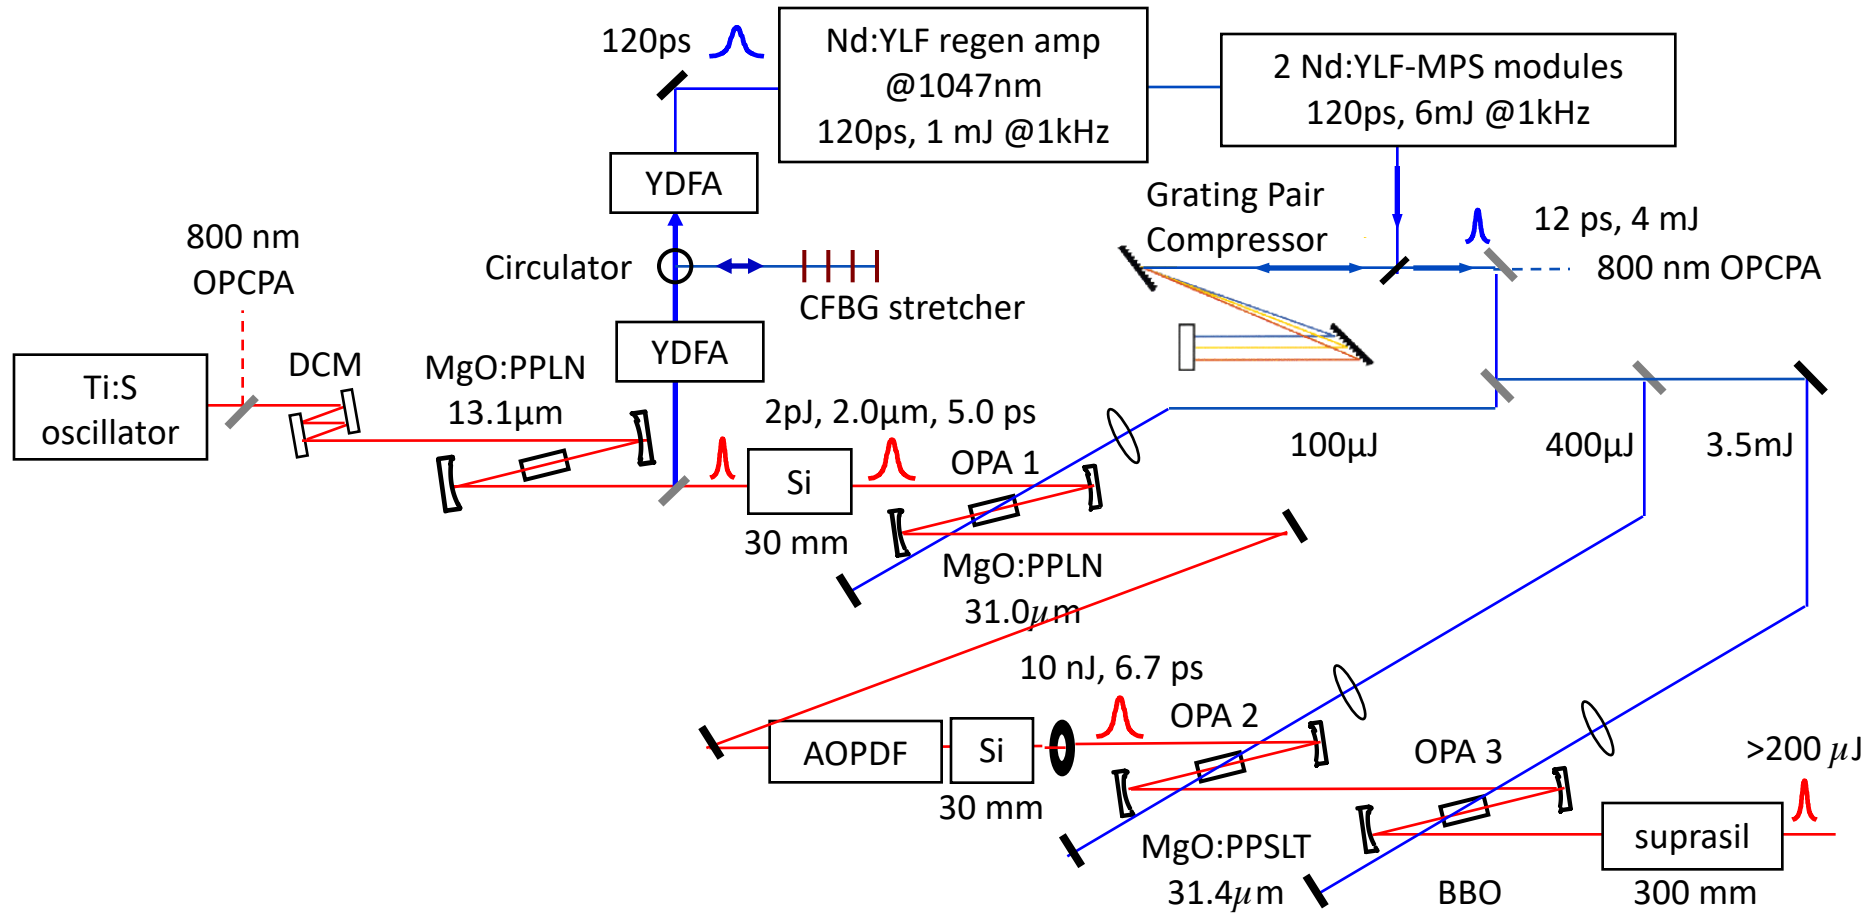 120ps
Nd:YLF regen amp
@1047nm
120ps, 1 mJ @1kHz
2 Nd:YLF-MPS modules
120ps, 6mJ @1kHz
YDFA
Grating Pair
Compressor
12 ps, 4 mJ
800 nm OPCPA
800 nm
OPCPA
Circulator
CFBG stretcher
YDFA
Ti:S
oscillator
DCM
MgO:PPLN
13.1µm
2pJ, 2.0µm, 5.0 ps
Si
30 mm
OPA 1
100µJ
400µJ
3.5mJ
MgO:PPLN
31.0µm
10 nJ, 6.7 ps
AOPDF
Si
30 mm
OPA 2
MgO:PPSLT
31.4µm
OPA 3
BBO
>200 µJ
suprasil
300 mm